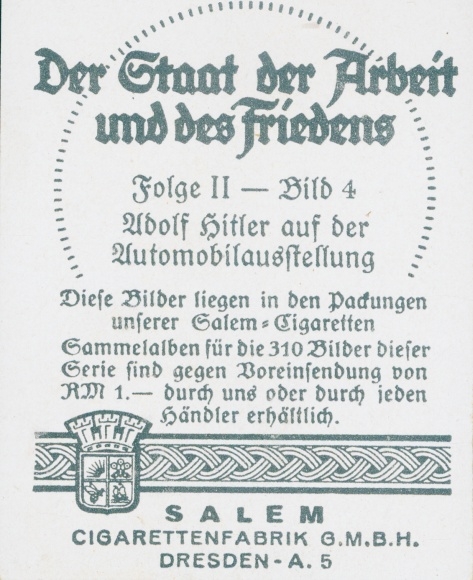 Der Staat der Arbeit
und des Friedens
Folge II — Bild 4
Adolf Hitler auf der
Automobilausstellung
Diese Bilder liegen in den Packungen
unserer Salem-Cigaretten
Sammelalben für die 310 Bilder dieser
Serie sind gegen Voreinsendung von
RM 1.— durch uns oder durch jeden
Händler erhältlich.
SALEM
CIGARETTENFABRIK G.M.B.H.
DRESDEN-A. 5